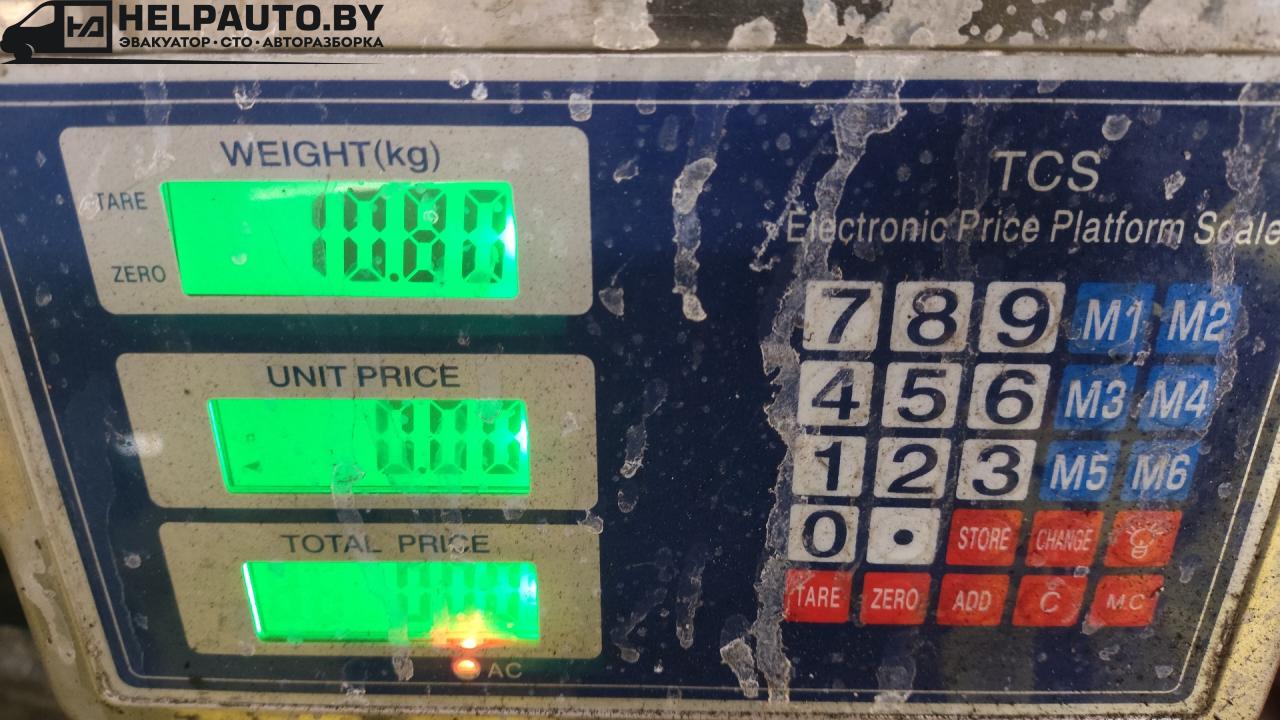 HELPAUTO.BY
ЭВАКУАТОР·СТО·АВТОРАЗБОРКА
WEIGHT(kg)
TARE
10.80
ZERO
UNIT PRICE
0.00
TOTAL PRICE
AC
TCS
Electronic Price Platform Scale
7 8 9 M1 M2
4 5 6 M3 M4
1 2 3 M5 M6
0 . STORE CHANGE
TARE ZERO ADD C M.C